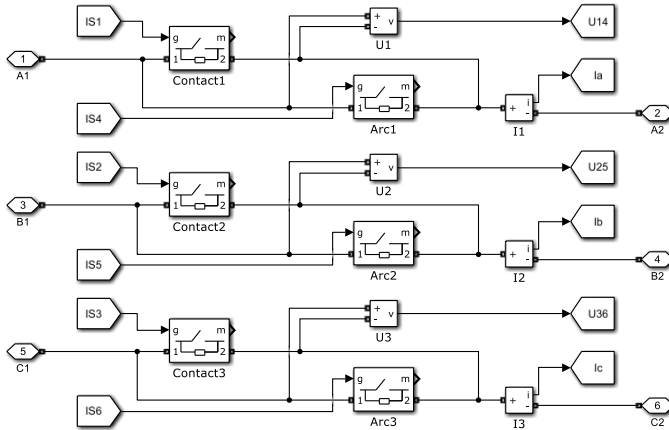 IS1
g m
1 2
Contact1
+
-
v
U1
U14
1
A1
IS4
g m
1 2
Arc1
+
i
-
I1
Ia
2
A2
IS2
g m
1 2
Contact2
+
-
v
U2
U25
3
B1
IS5
g m
1 2
Arc2
+
i
-
I2
Ib
4
B2
IS3
g m
1 2
Contact3
+
-
v
U3
U36
5
C1
IS6
g m
1 2
Arc3
+
i
-
I3
Ic
6
C2